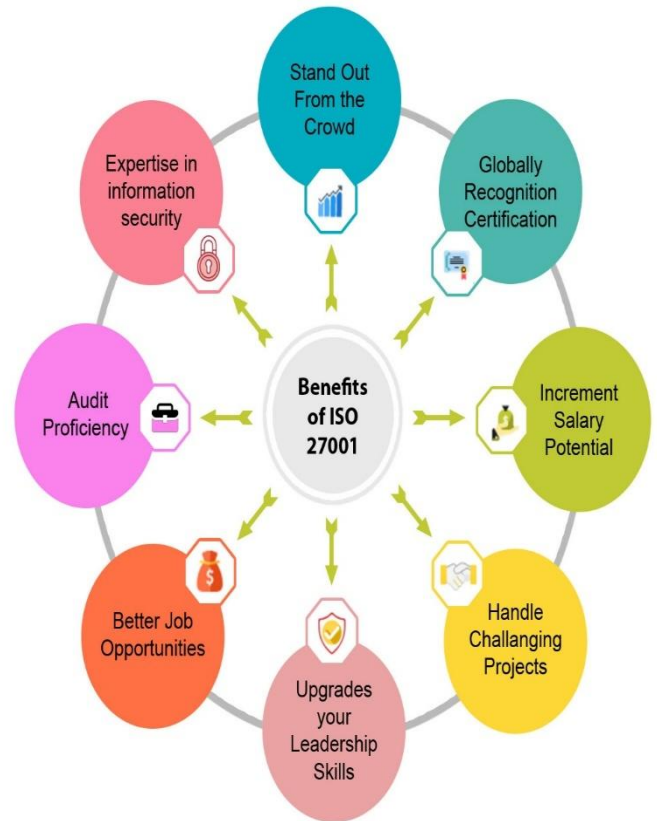 Stand Out
From the
Crowd
Globally
Recognition
Certification
Increment
Salary
Potential
Handle
Challanging
Projects
Upgrades
your
Leadership
Skills
Better Job
Opportunities
$
Audit
Proficiency
Expertise in
information
security
Benefits
of ISO
27001